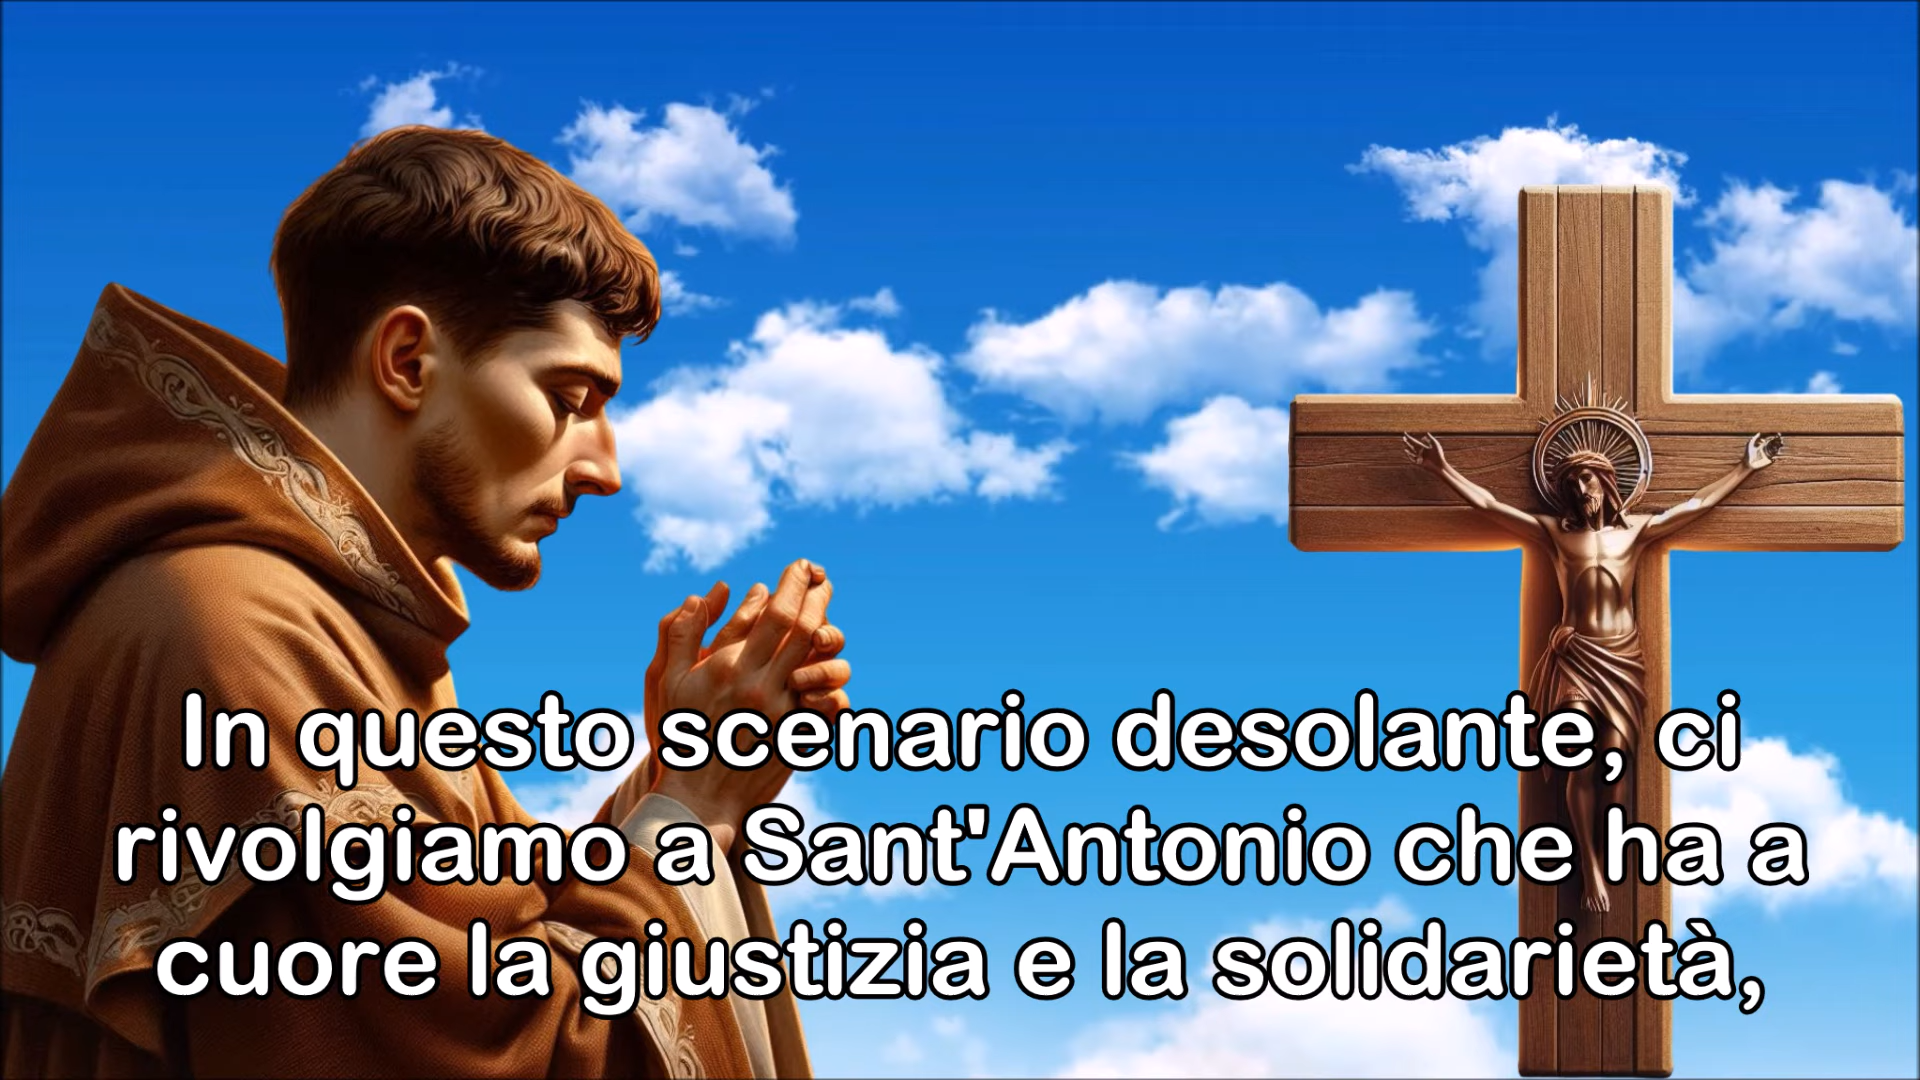 In questo scenario desolante, ci
rivolgiamo a Sant'Antonio che ha a
cuore la giustizia e la solidarietà,